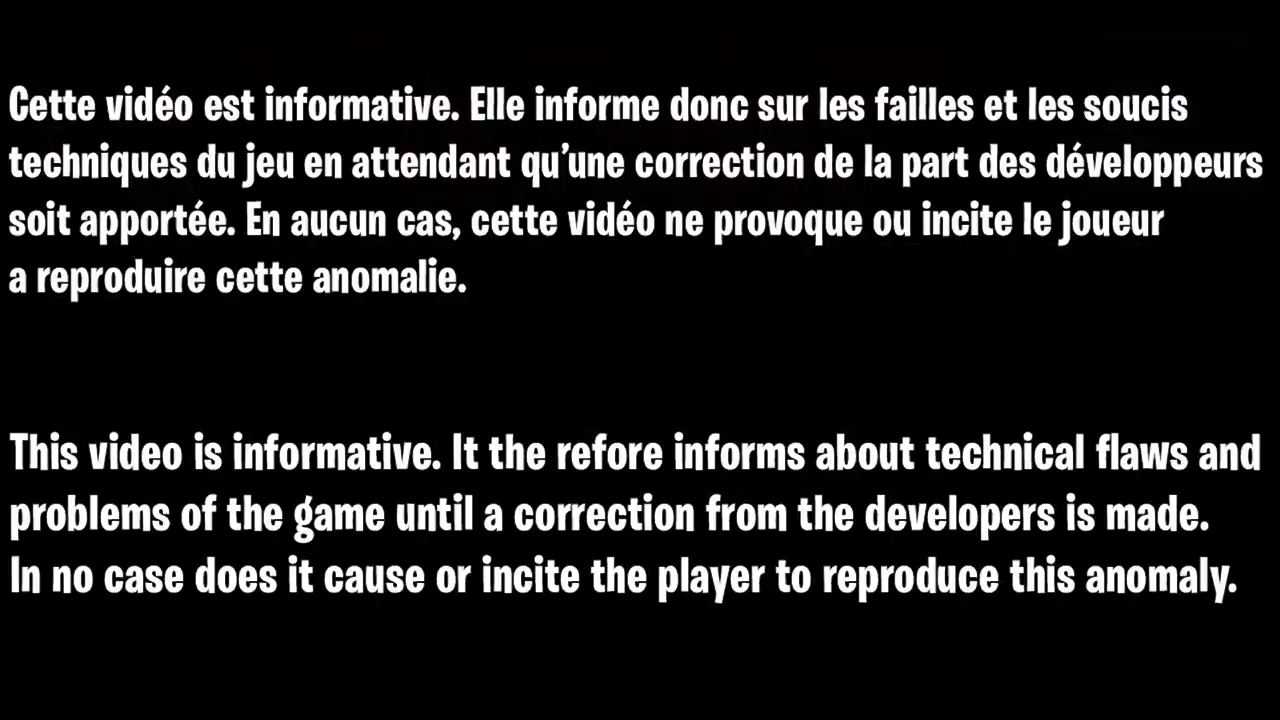 Cette vidéo est informative. Elle informe donc sur les failles et les soucis
techniques du jeu en attendant qu'une correction de la part des développeurs
soit apportée. En aucun cas, cette vidéo ne provoque ou incite le joueur
a reproduire cette anomalie.
This video is informative. It the refore informs about technical flaws and
problems of the game until a correction from the developers is made.
In no case does it cause or incite the player to reproduce this anomaly.